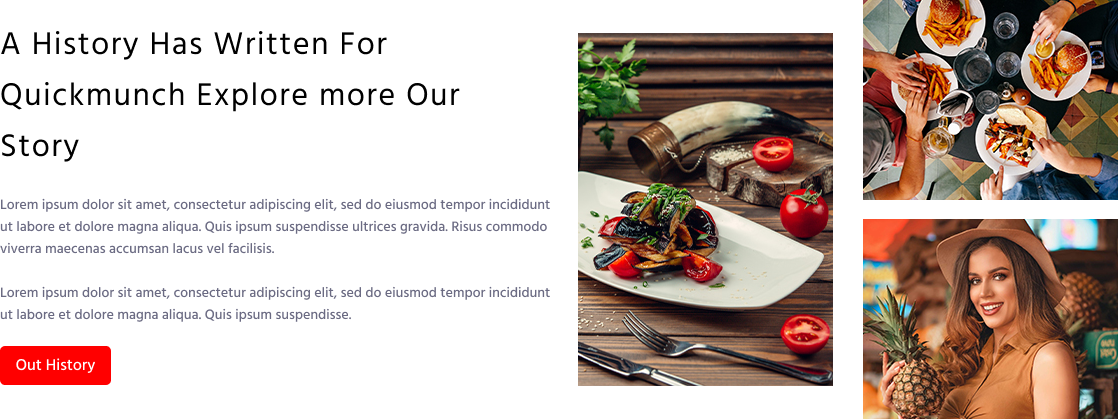 A History Has Written For
Quickmunch Explore more Our
Story
Lorem ipsum dolor sit amet, consectetur adipiscing elit, sed do eiusmod tempor incididunt
ut labore et dolore magna aliqua. Quis ipsum suspendisse ultrices gravida. Risus commodo
viverra maecenas accumsan lacus vel facilisis.
Lorem ipsum dolor sit amet, consectetur adipiscing elit, sed do eiusmod tempor incididunt
ut labore et dolore magna aliqua. Quis ipsum suspendisse.
Out History